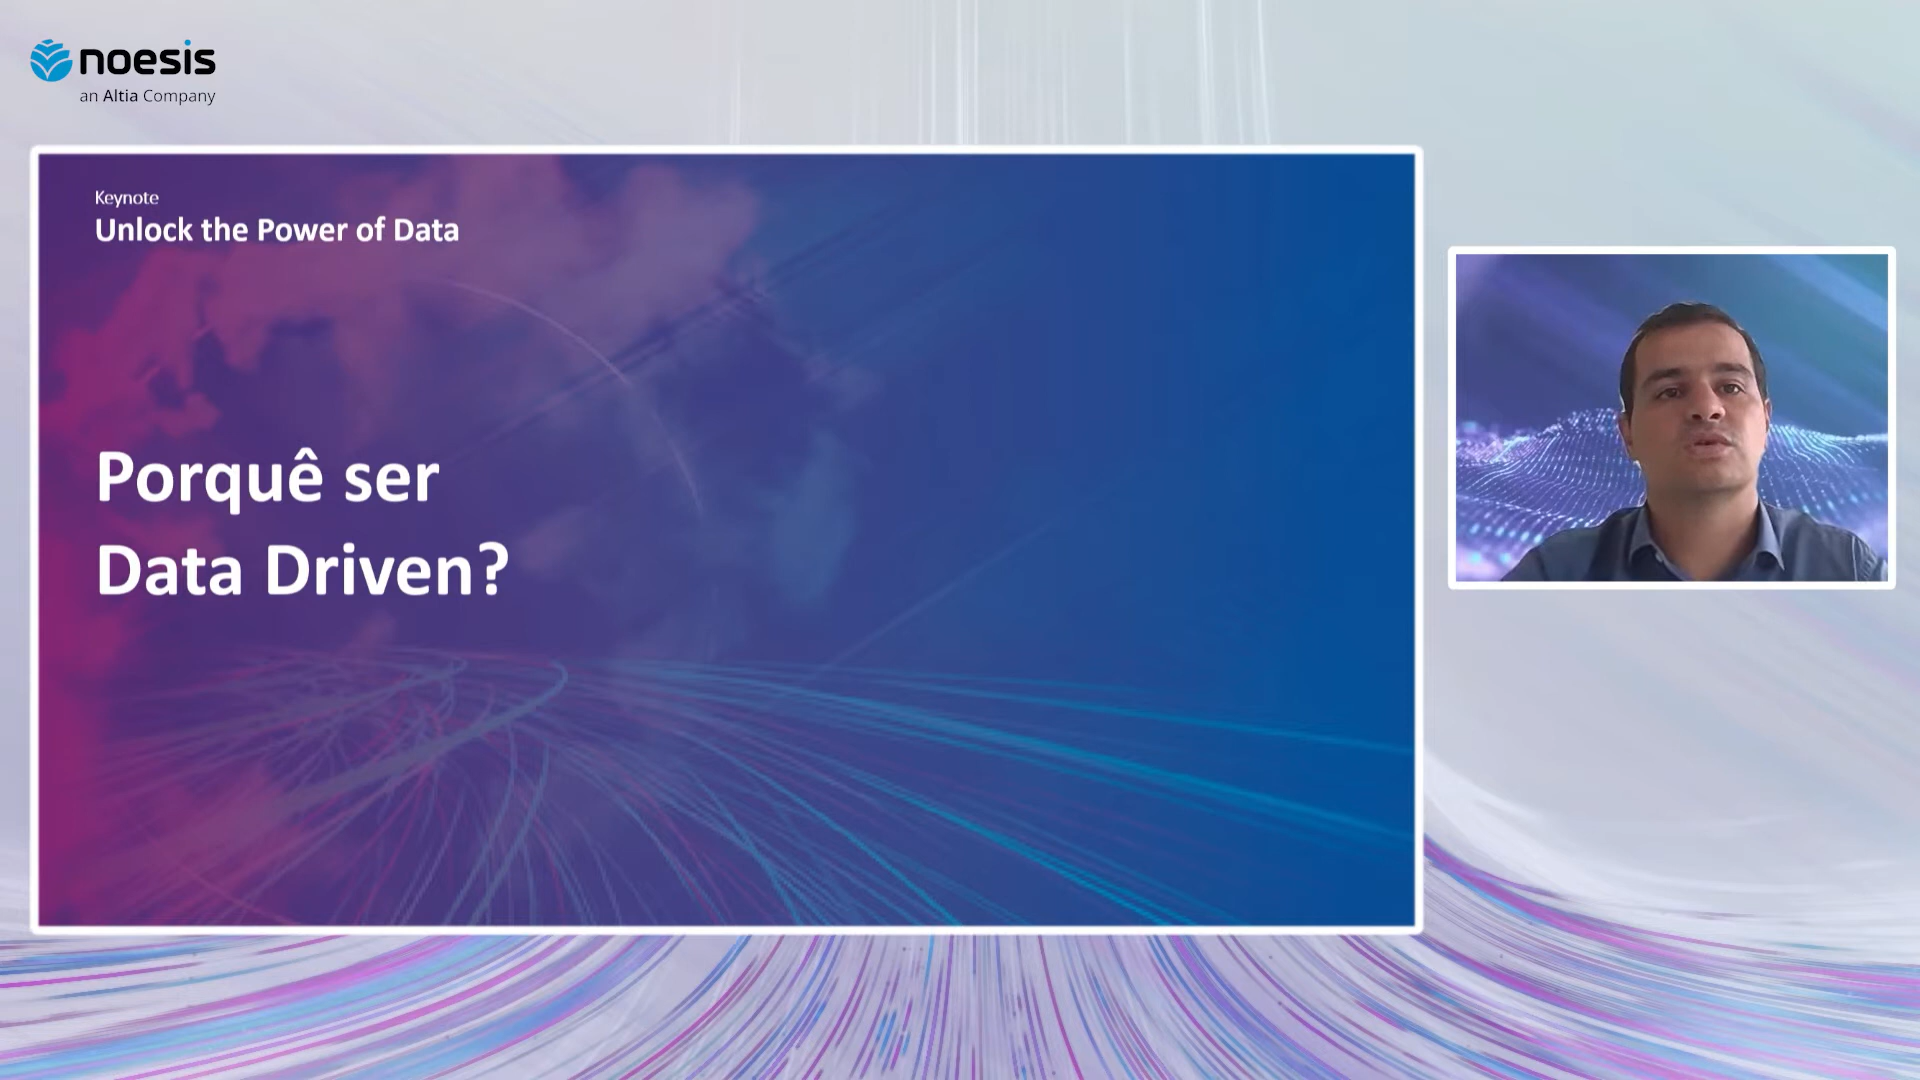 noesis
an Altia Company
Keynote
Unlock the Power of Data
Porquê ser
Data Driven?